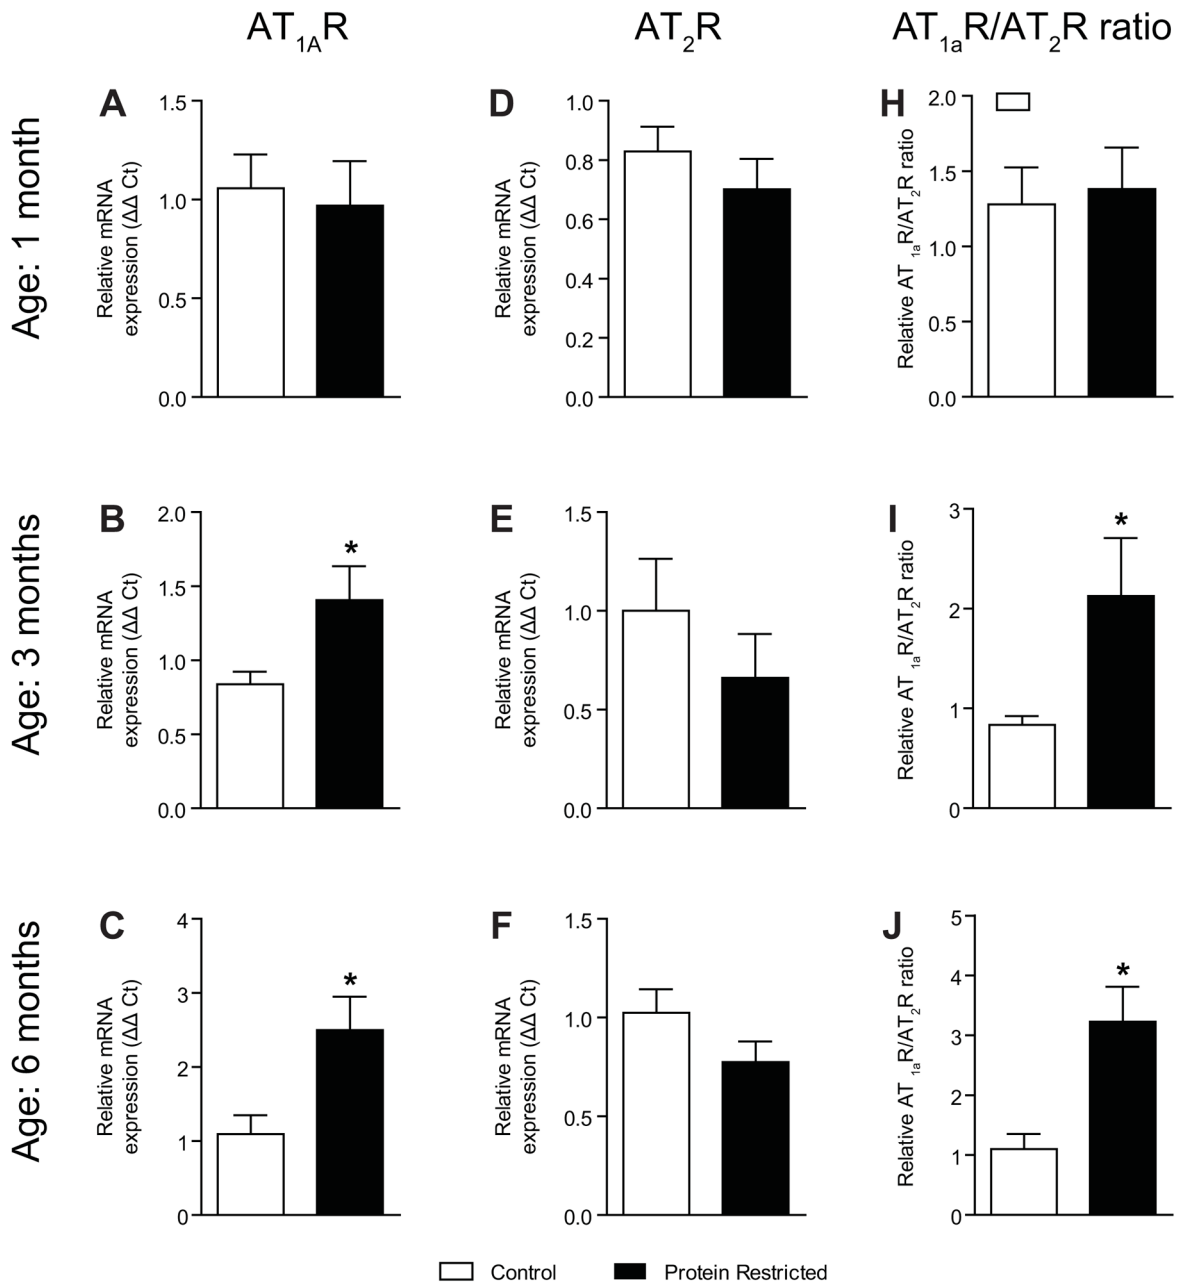 AT1AR
AT2R
AT1aR/AT2R ratio
Age: 1 month
A
Relative mRNA
expression (ΔΔ Ct)
1.5
1.0
0.5
0.0
D
Relative mRNA
expression (ΔΔ Ct)
1.0
0.8
0.6
0.4
0.2
0.0
H
Relative AT 1aR/AT2R ratio
2.0
1.5
1.0
0.5
0.0
Age: 3 months
B
Relative mRNA
expression (ΔΔ Ct)
2.0
1.5
1.0
0.5
0.0
*
E
Relative mRNA
expression (ΔΔ Ct)
1.5
1.0
0.5
0.0
I
Relative AT 1aR/AT2R ratio
3
2
1
0
*
Age: 6 months
C
Relative mRNA
expression (ΔΔ Ct)
4
3
2
1
0
*
F
Relative mRNA
expression (ΔΔ Ct)
1.5
1.0
0.5
0.0
J
Relative AT 1aR/AT2R ratio
5
4
3
2
1
0
*
Control
Protein Restricted